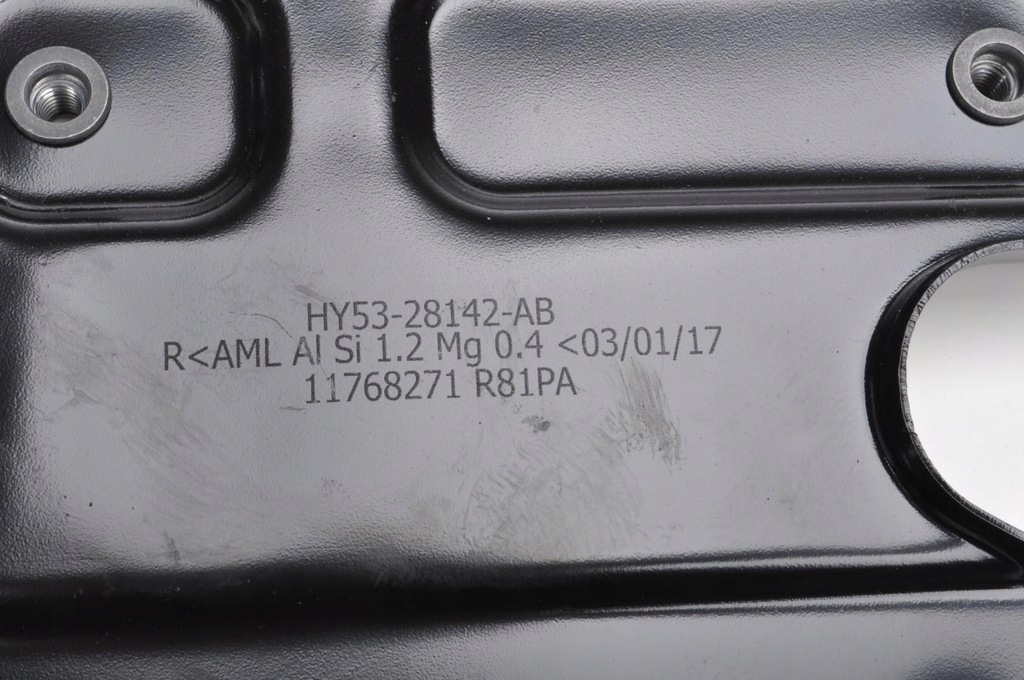 HY53-28142-AB
R<AML Al Si 1.2 Mg 0.4 <03/01/17
11768271 R81PA